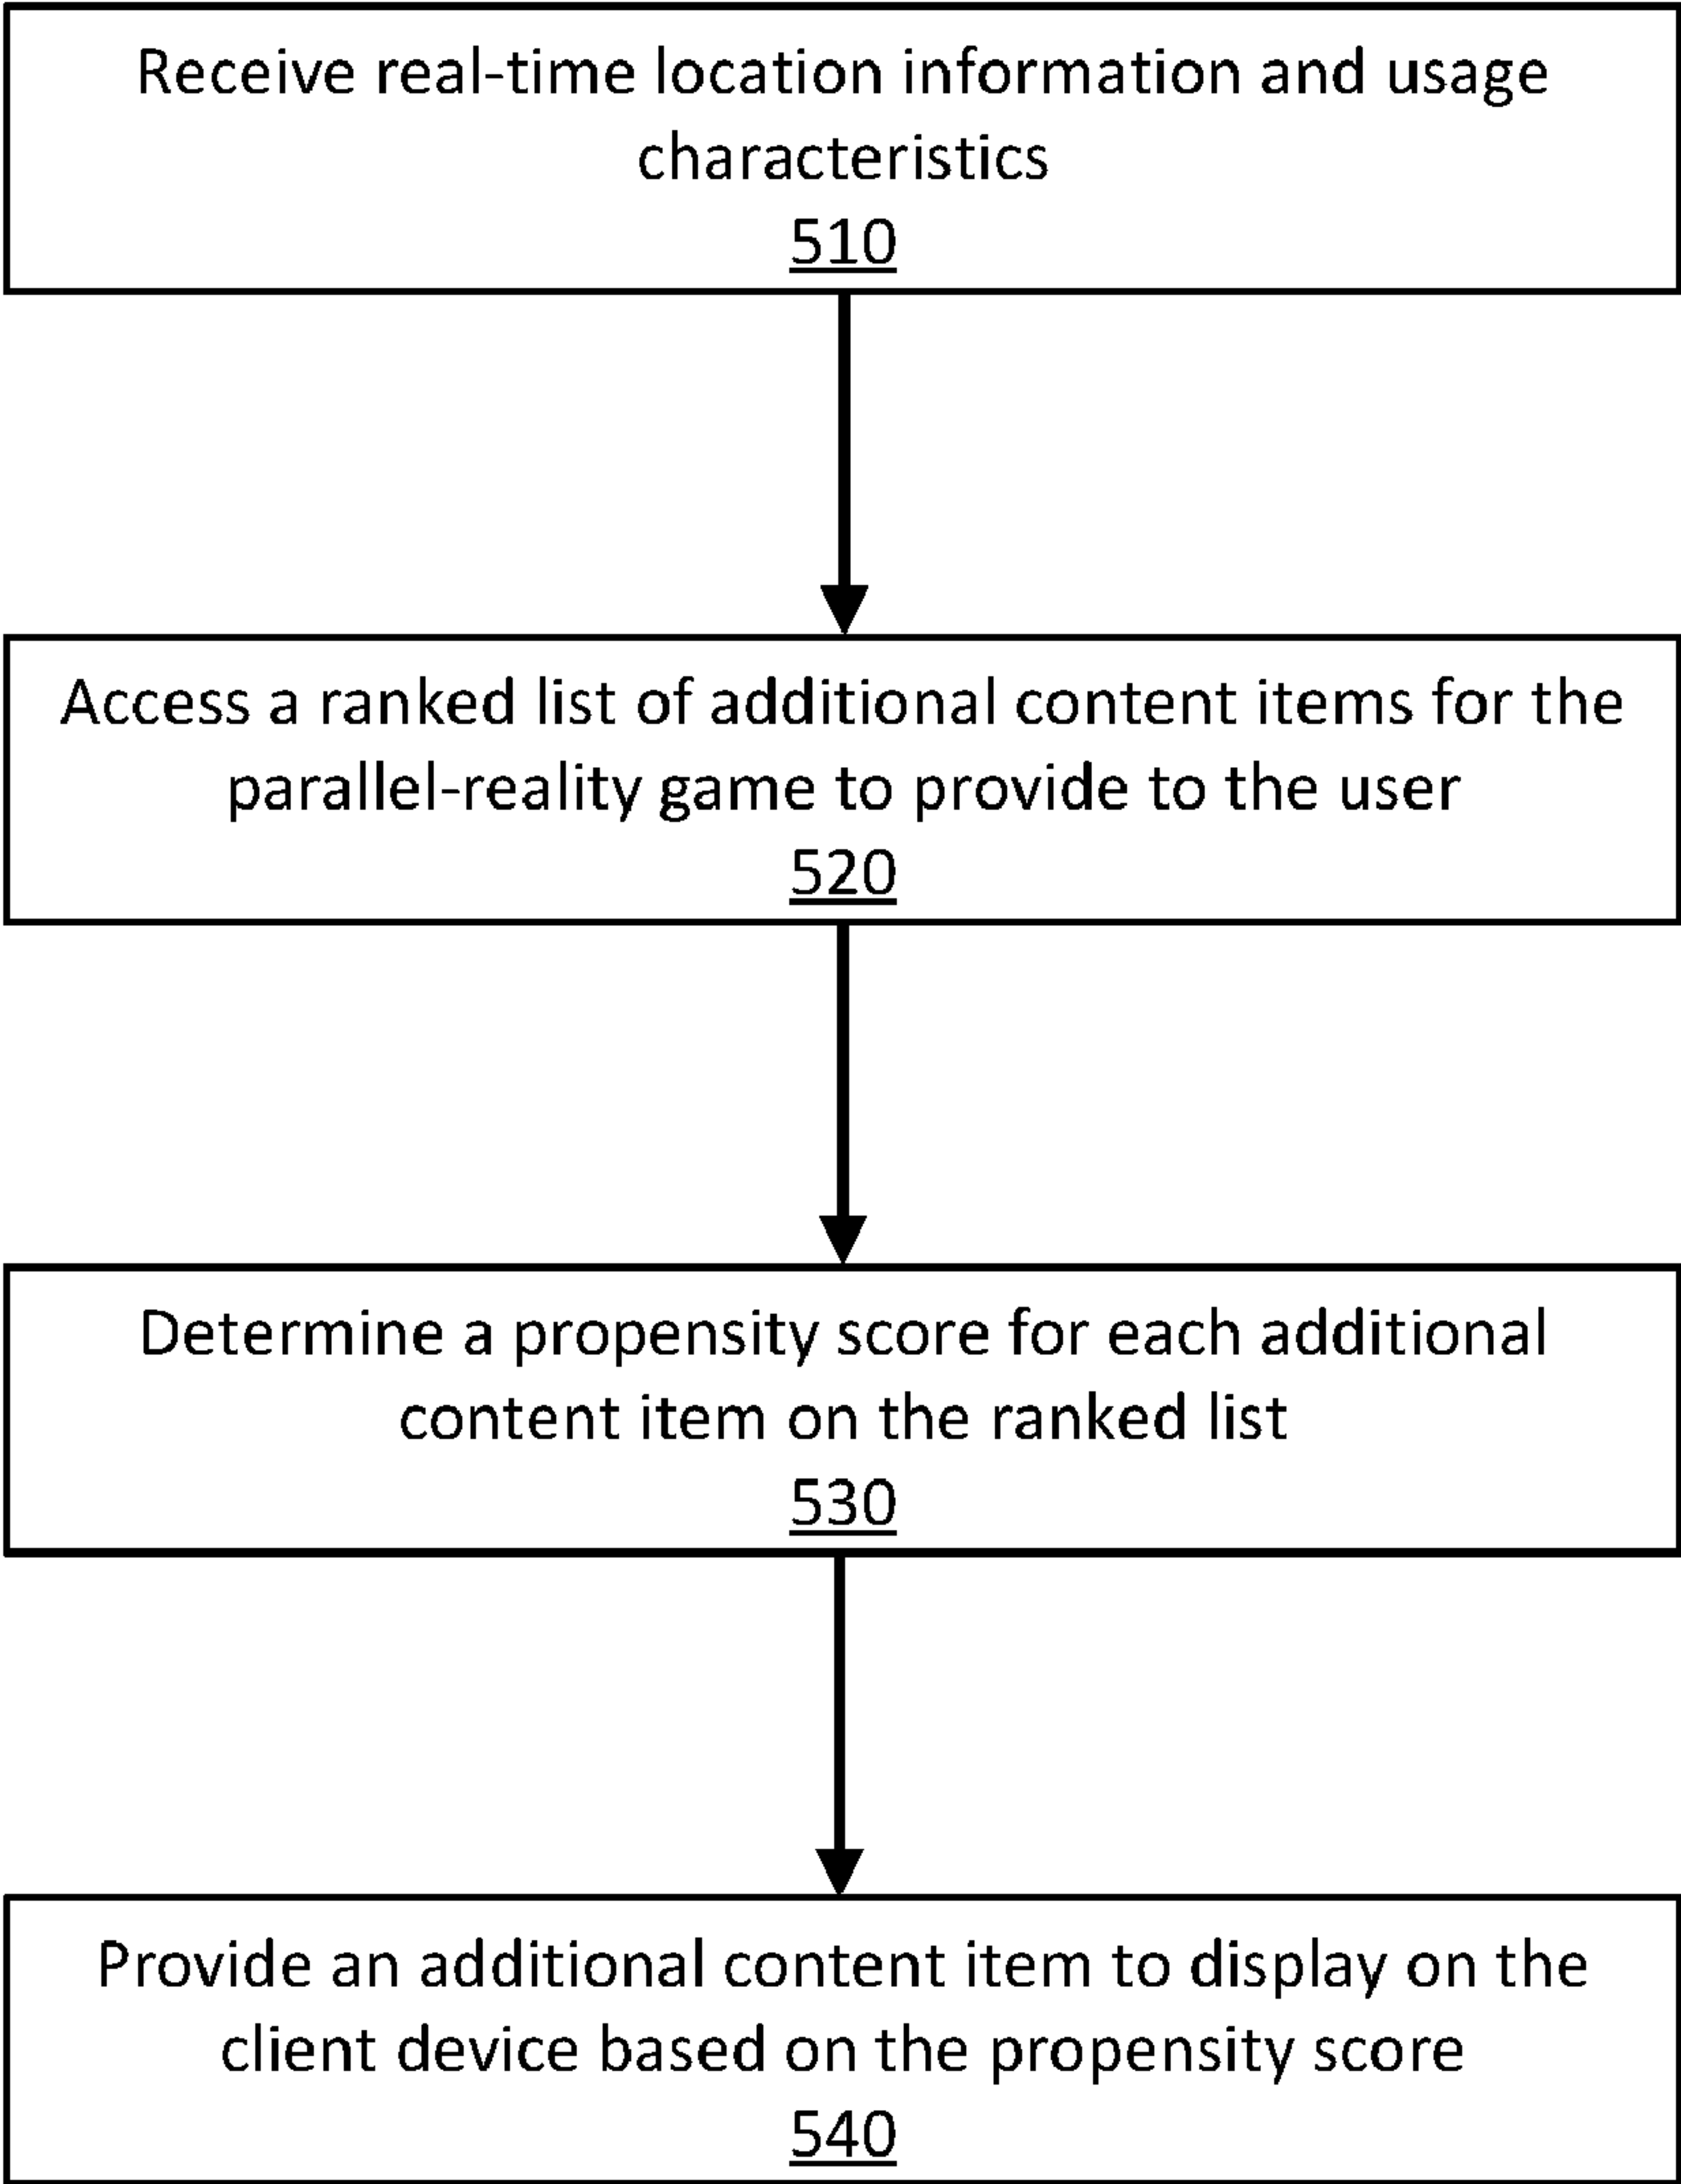 Receive real-time location information and usage
characteristics
510
Access a ranked list of additional content items for the
parallel-reality game to provide to the user
520
Determine a propensity score for each additional
content item on the ranked list
530
Provide an additional content item to display on the
client device based on the propensity score
540